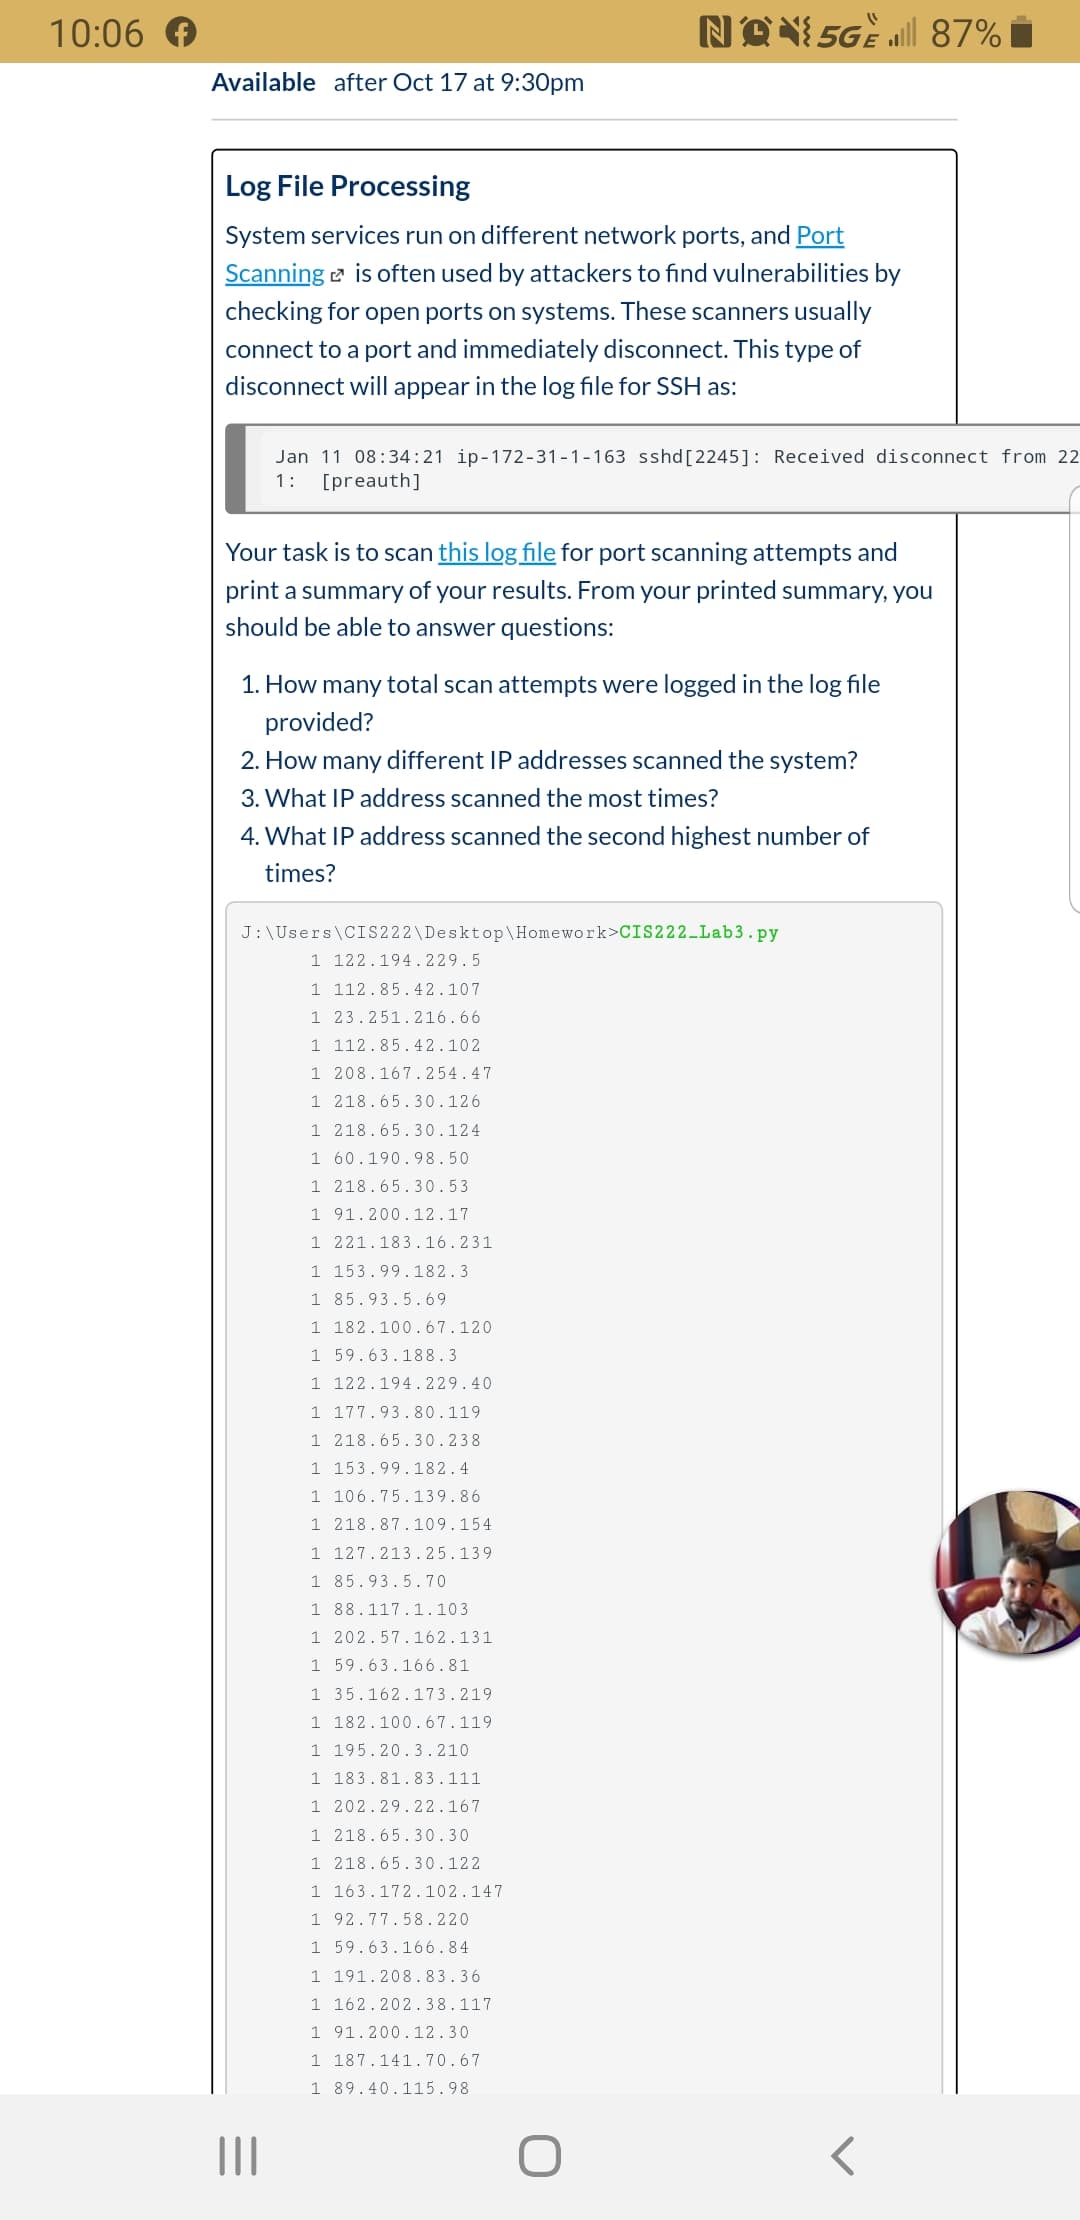 10:06 5GE 87%
Available after Oct 17 at 9:30pm
Log File Processing
System services run on different network ports, and Port
Scanning is often used by attackers to find vulnerabilities by
checking for open ports on systems. These scanners usually
connect to a port and immediately disconnect. This type of
disconnect will appear in the log file for SSH as:
Jan 11 08:34:21 ip-172-31-1-163 sshd[2245]: Received disconnect from 22
1: [preauth]
Your task is to scan this log file for port scanning attempts and
print a summary of your results. From your printed summary, you
should be able to answer questions:
1. How many total scan attempts were logged in the log file
provided?
2. How many different IP addresses scanned the system?
3. What IP address scanned the most times?
4. What IP address scanned the second highest number of
times?
J:\Users\CIS222\Desktop\Homework>CIS222_Lab3.py
1 122.194.229.5
1 112.85.42.107
1 23.251.216.66
1 112.85.42.102
1 208.167.254.47
1 218.65.30.126
1 218.65.30.124
1 60.190.98.50
1 218.65.30.53
1 91.200.12.17
1 221.183.16.231
1 153.99.182.3
1 85.93.5.69
1 182.100.67.120
1 59.63.188.3
1 122.194.229.40
1 177.93.80.119
1 218.65.30.238
1 153.99.182.4
1 106.75.139.86
1 218.87.109.154
1 127.213.25.139
1 85.93.5.70
1 88.117.1.103
1 202.57.162.131
1 59.63.166.81
1 35.162.173.219
1 182.100.67.119
1 195.20.3.210
1 183.81.83.111
1 202.29.22.167
1 218.65.30.30
1 218.65.30.122
1 163.172.102.147
1 92.77.58.220
1 59.63.166.84
1 191.208.83.36
1 162.202.38.117
1 91.200.12.30
1 187.141.70.67
1 89.40.115.98